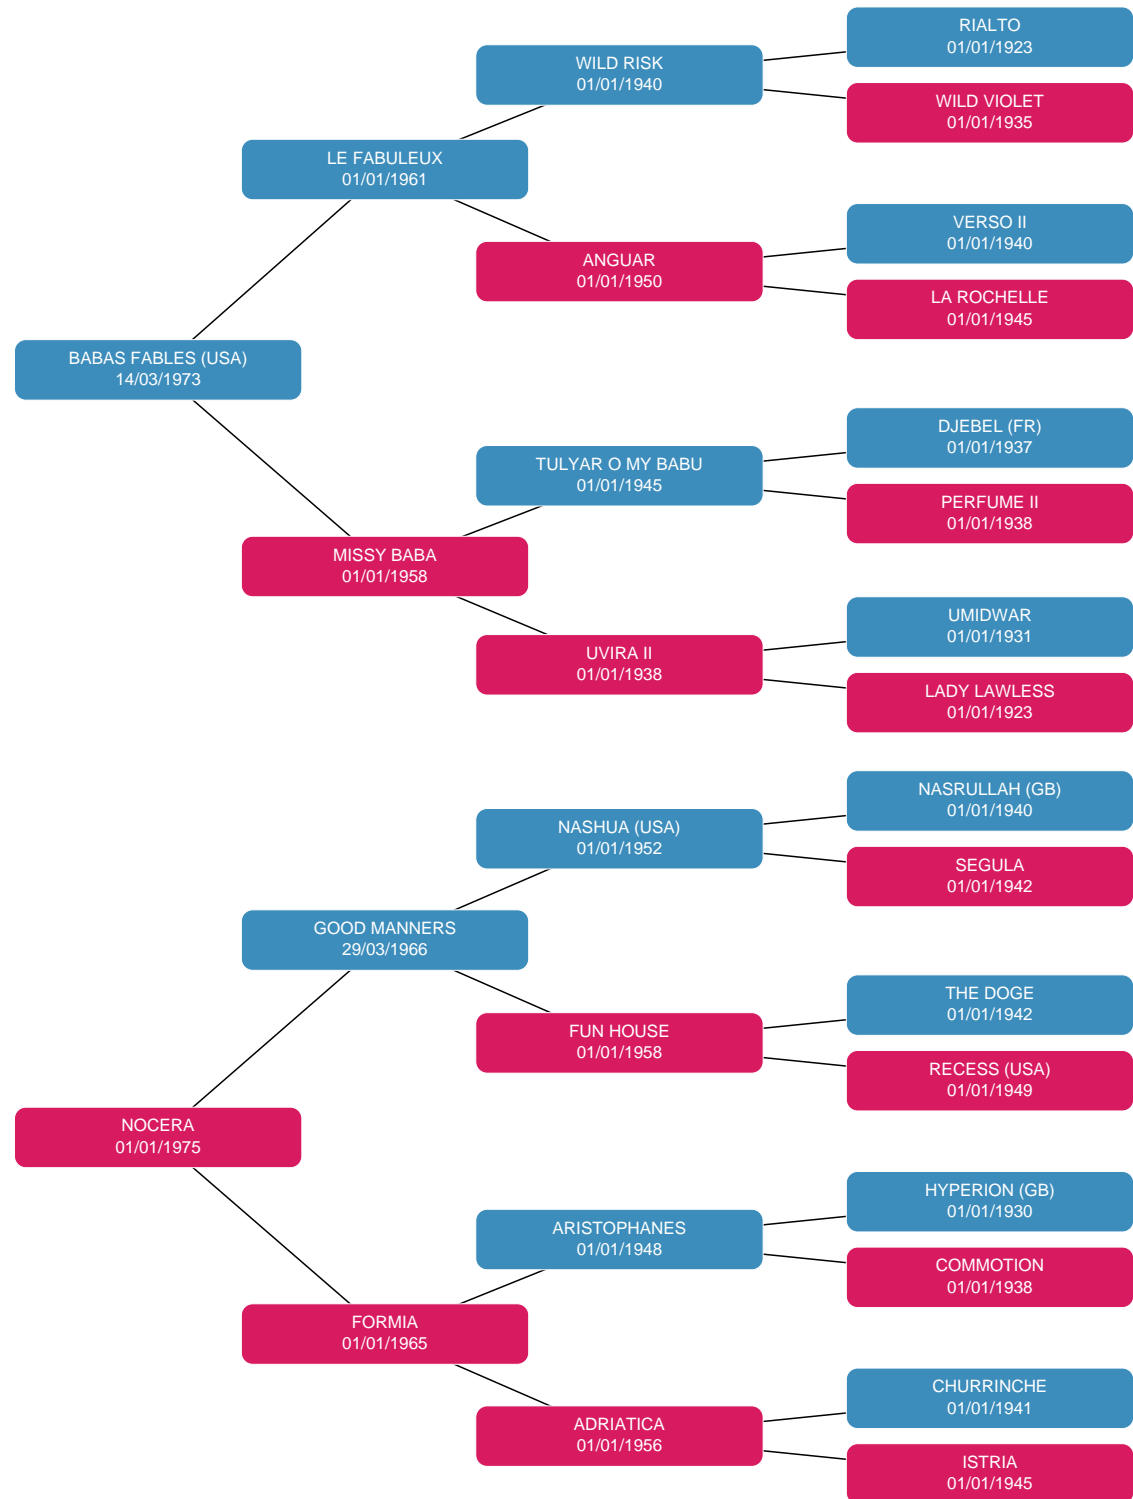 RIALTO
01/01/1923
WILD RISK
01/01/1940
WILD VIOLET
01/01/1935
LE FABULEUX
01/01/1961
VERSO II
01/01/1940
ANGUAR
01/01/1950
LA ROCHELLE
01/01/1945
BABAS FABLES (USA)
14/03/1973
DJEBEL (FR)
01/01/1937
TULYAR O MY BABU
01/01/1945
PERFUME II
01/01/1938
MISSY BABA
01/01/1958
UMIDWAR
01/01/1931
UVIRA II
01/01/1938
LADY LAWLESS
01/01/1923
NASRULLAH (GB)
01/01/1940
NASHUA (USA)
01/01/1952
SEGULA
01/01/1942
GOOD MANNERS
29/03/1966
THE DOGE
01/01/1942
FUN HOUSE
01/01/1958
RECESS (USA)
01/01/1949
NOCERA
01/01/1975
HYPERION (GB)
01/01/1930
ARISTOPHANES
01/01/1948
COMMOTION
01/01/1938
FORMIA
01/01/1965
CHURRINCHE
01/01/1941
ADRIATICA
01/01/1956
ISTRIA
01/01/1945